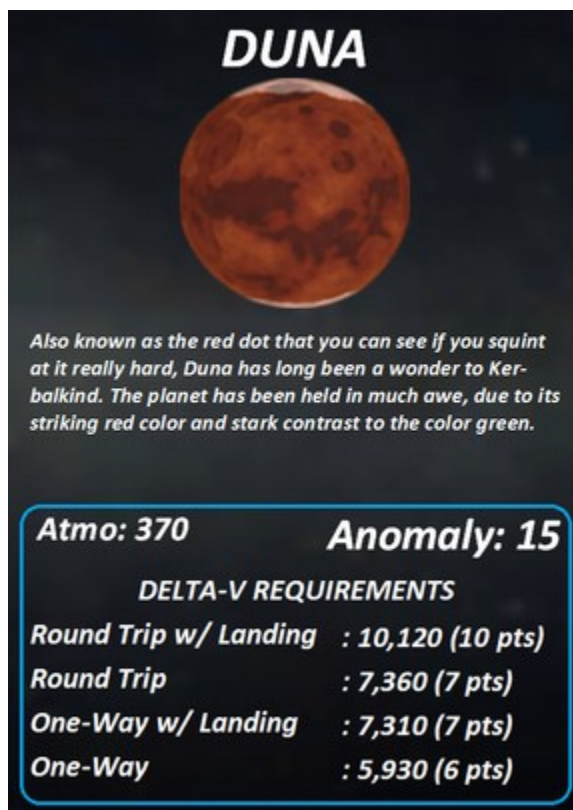 DUNA
Also known as the red dot that you can see if you squint
at it really hard, Duna has long been a wonder to Ker-
balkind. The planet has been held in much awe, due to its
striking red color and stark contrast to the color green.
Atmo: 370 Anomaly: 15
DELTA-V REQUIREMENTS
Round Trip w/ Landing : 10,120 (10 pts)
Round Trip : 7,360 (7 pts)
One-Way w/ Landing : 7,310 (7 pts)
One-Way : 5,930 (6 pts)